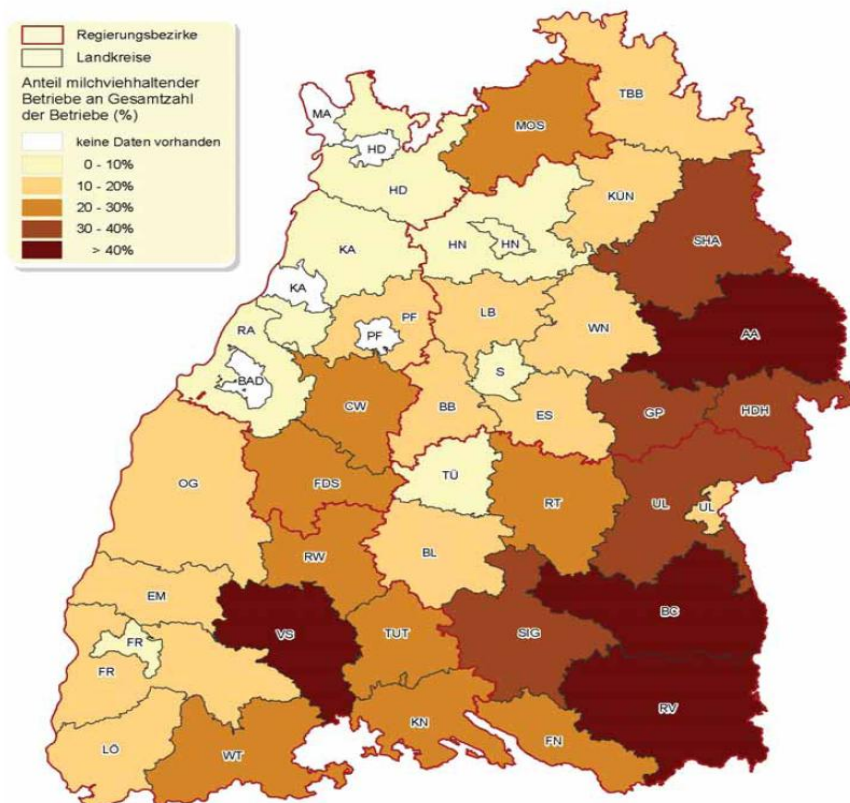 Regierungsbezirke
Landkreise
Anteil milchviehhaltender
Betriebe an Gesamtzahl
der Betriebe (%)
keine Daten vorhanden
0 - 10%
10 - 20%
20 - 30%
30 - 40%
> 40%
TBB
MA
MOS
HD
HD
KÜN
KA
HN
HN
SHA
KA
RA
PF
PF
LB
WN
AA
BAD
S
CW
BB
ES
GP
HDH
OG
FDS
TÜ
RT
UL
UL
RW
BL
EM
BC
VS
TUT
SIG
FR
FR
RV
KN
FN
LÖ
WT